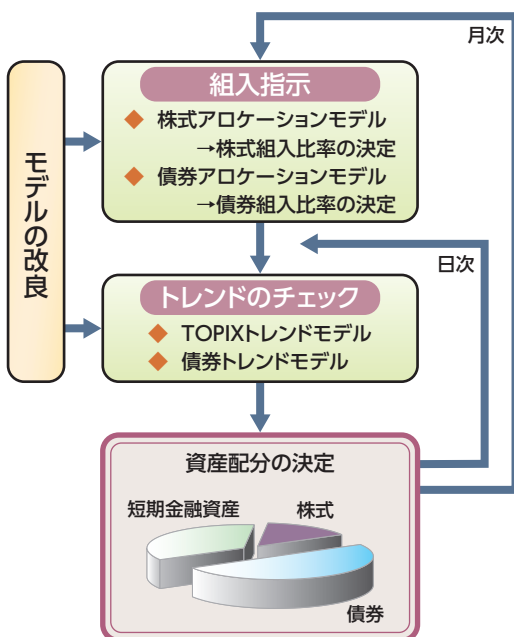 月次
組入指示
◆ 株式アロケーションモデル
→株式組入比率の決定
◆ 債券アロケーションモデル
→債券組入比率の決定
モデルの改良
日次
トレンドのチェック
◆ TOPIXトレンドモデル
◆ 債券トレンドモデル
資産配分の決定
短期金融資産
株式
債券